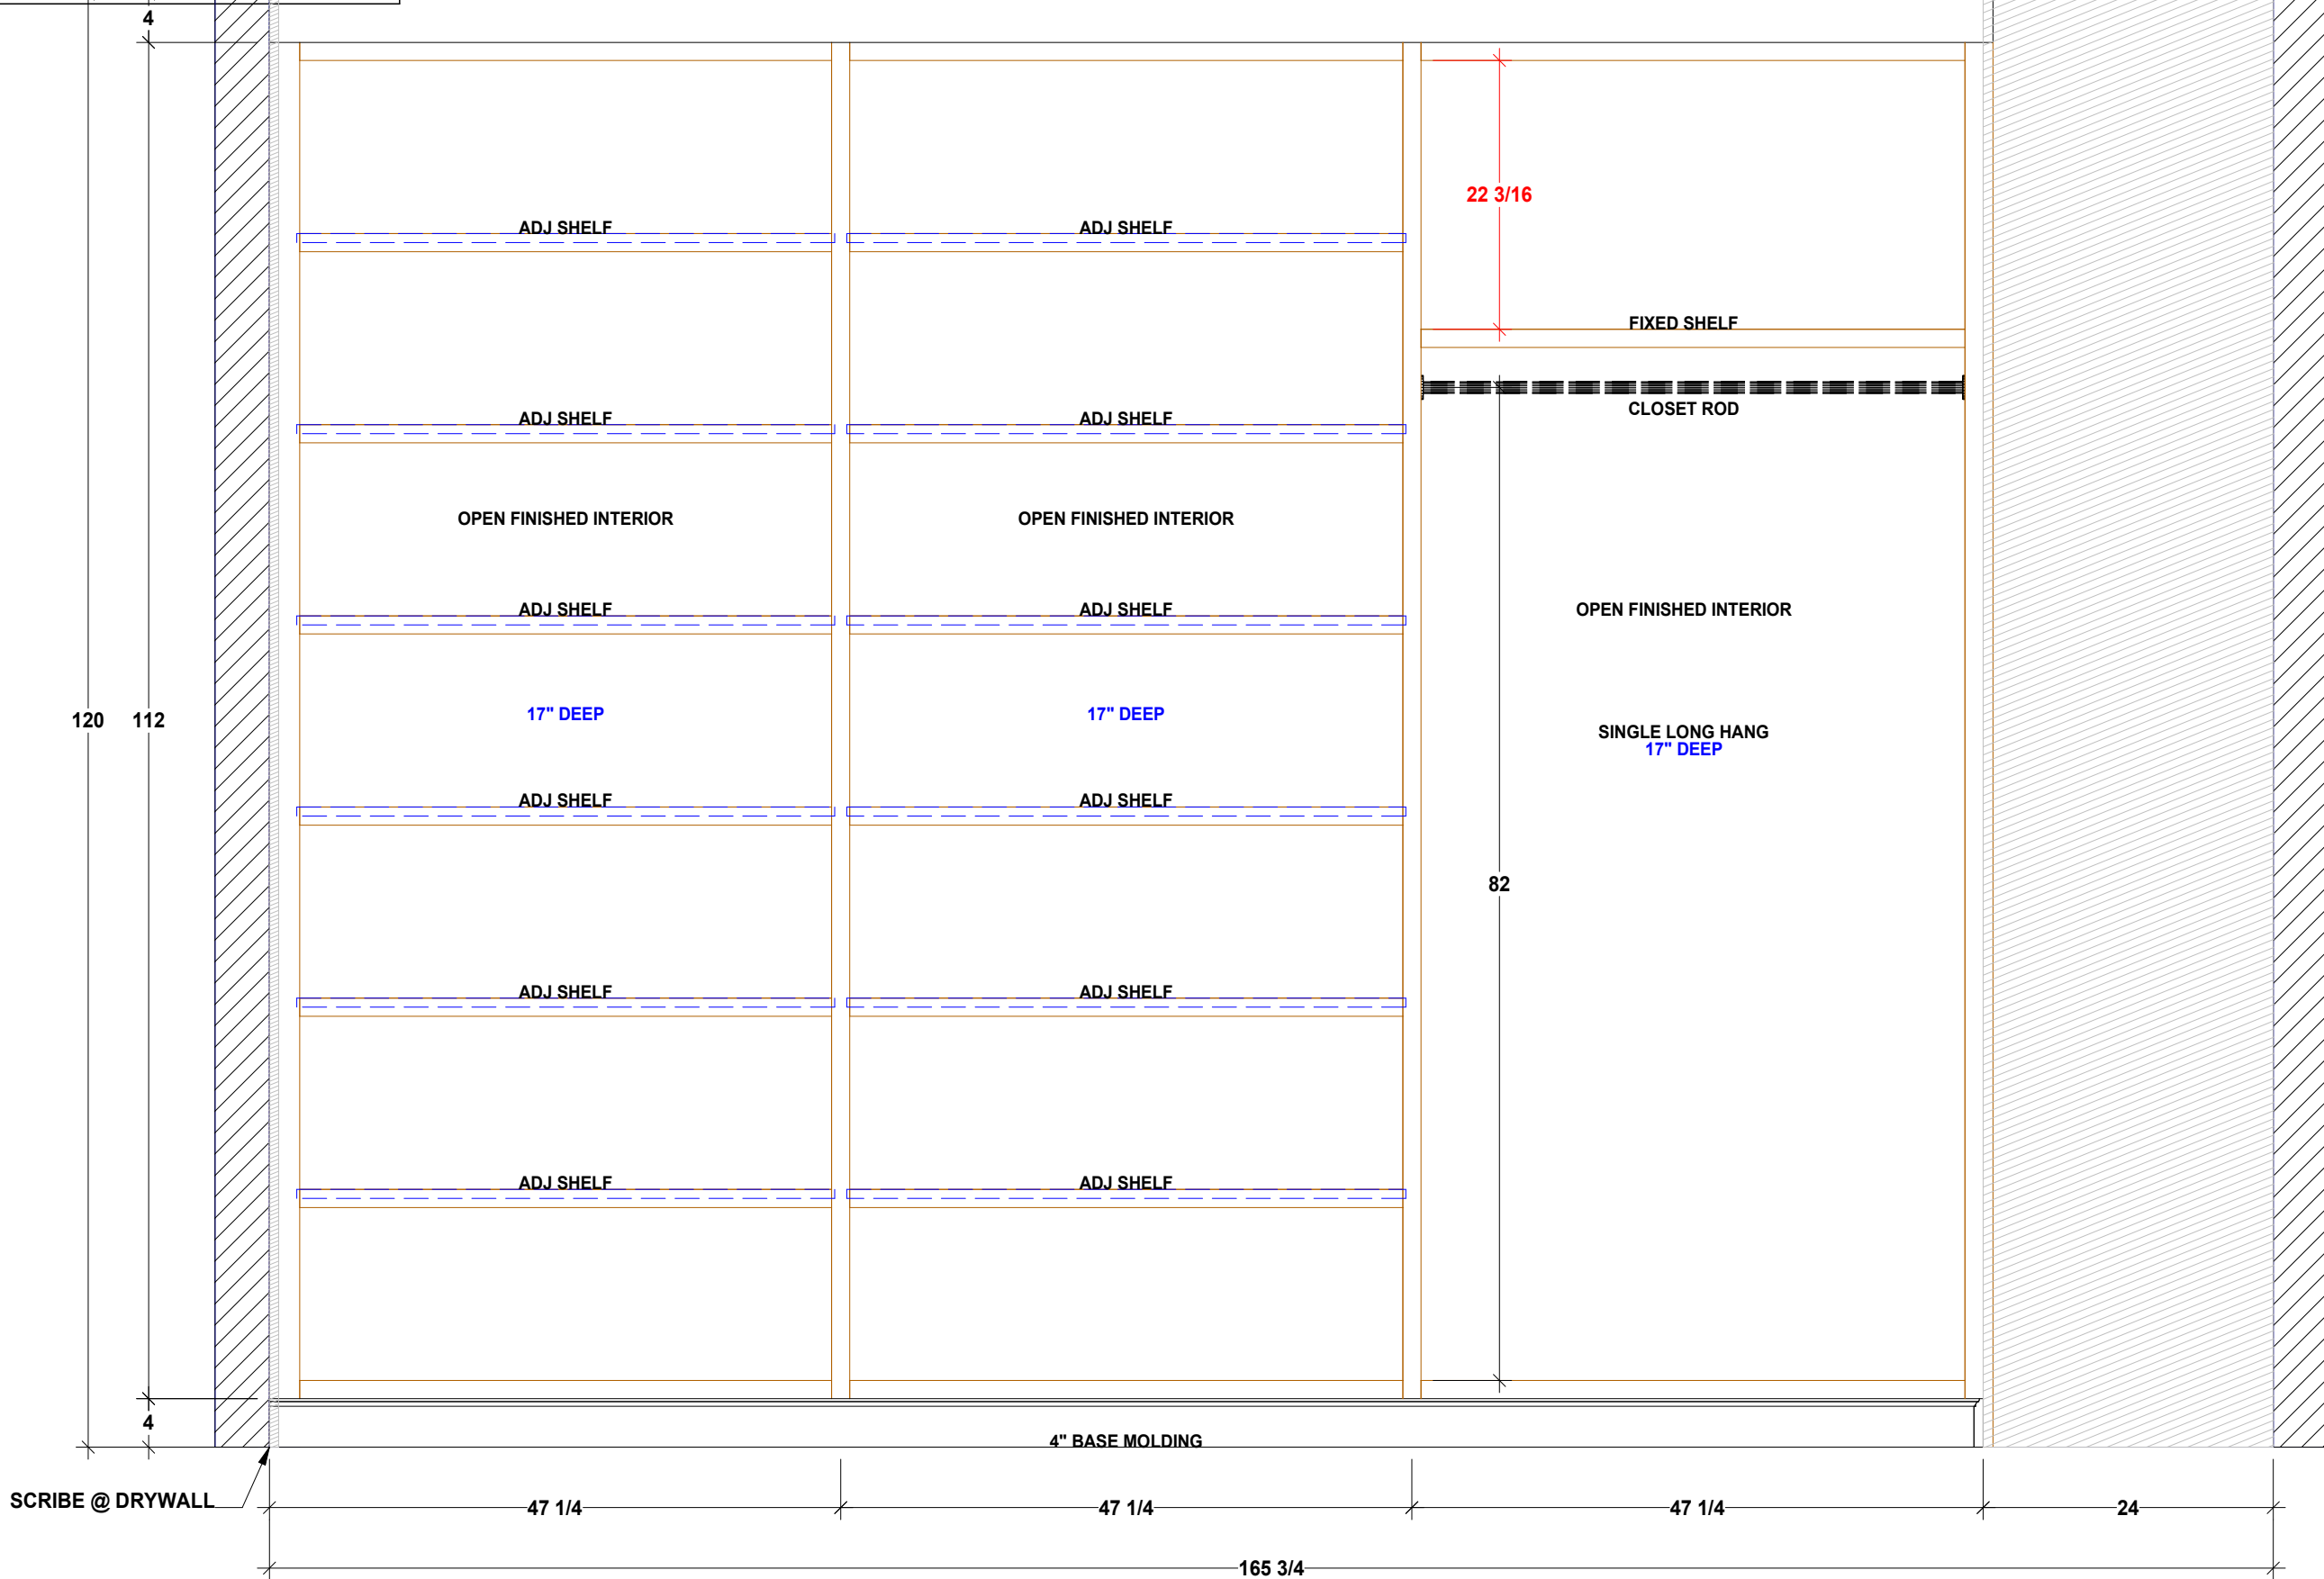 4
22 3/16
ADJ SHELF
ADJ SHELF
FIXED SHELF
CLOSET ROD
ADJ SHELF
ADJ SHELF
OPEN FINISHED INTERIOR
OPEN FINISHED INTERIOR
ADJ SHELF
ADJ SHELF
OPEN FINISHED INTERIOR
120
112
17" DEEP
17" DEEP
SINGLE LONG HANG
17" DEEP
ADJ SHELF
ADJ SHELF
82
ADJ SHELF
ADJ SHELF
ADJ SHELF
ADJ SHELF
4
4" BASE MOLDING
SCRIBE @ DRYWALL
47 1/4
47 1/4
47 1/4
24
165 3/4